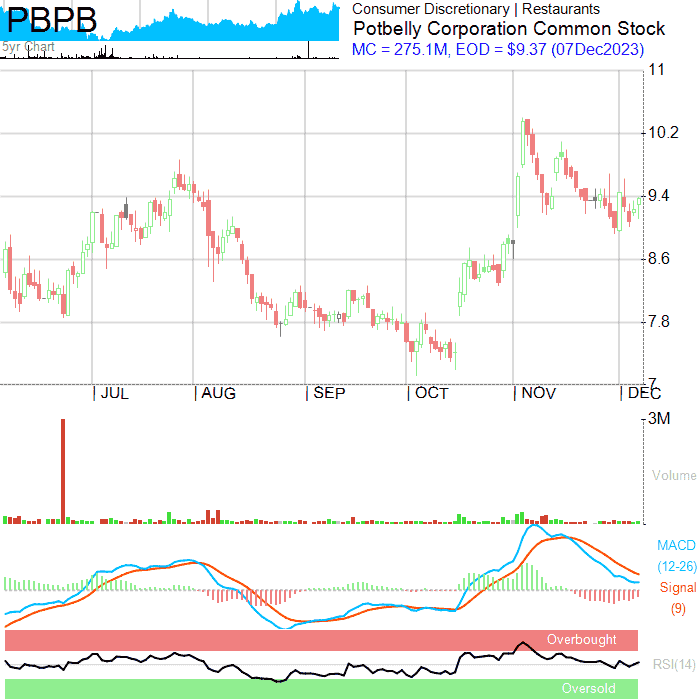 PBPB
5yr Chart
Consumer Discretionary | Restaurants
Potbelly Corporation Common Stock
MC = 275.1M, EOD = $9.37 (07Dec2023)
11
10.2
9.4
8.6
7.8
7
JUL AUG SEP OCT NOV DEC
3M
Volume
MACD
(12-26)
Signal
(9)
Overbought
RSI(14)
Oversold